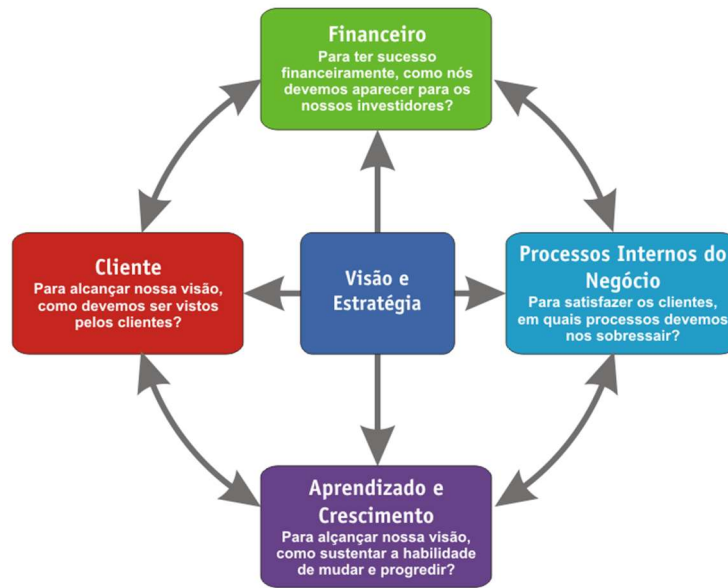 Financeiro
Para ter sucesso
financeiramente, como nós
devemos aparecer para os
nossos investidores?
Cliente
Para alcançar nossa visão,
como devemos ser vistos
pelos clientes?
Visão e
Estratégia
Processos Internos do
Negócio
Para satisfazer os clientes,
em quais processos devemos
nos sobressair?
Aprendizado e
Crescimento
Para alçançar nossa visão,
como sustentar a habilidade
de mudar e progredir?